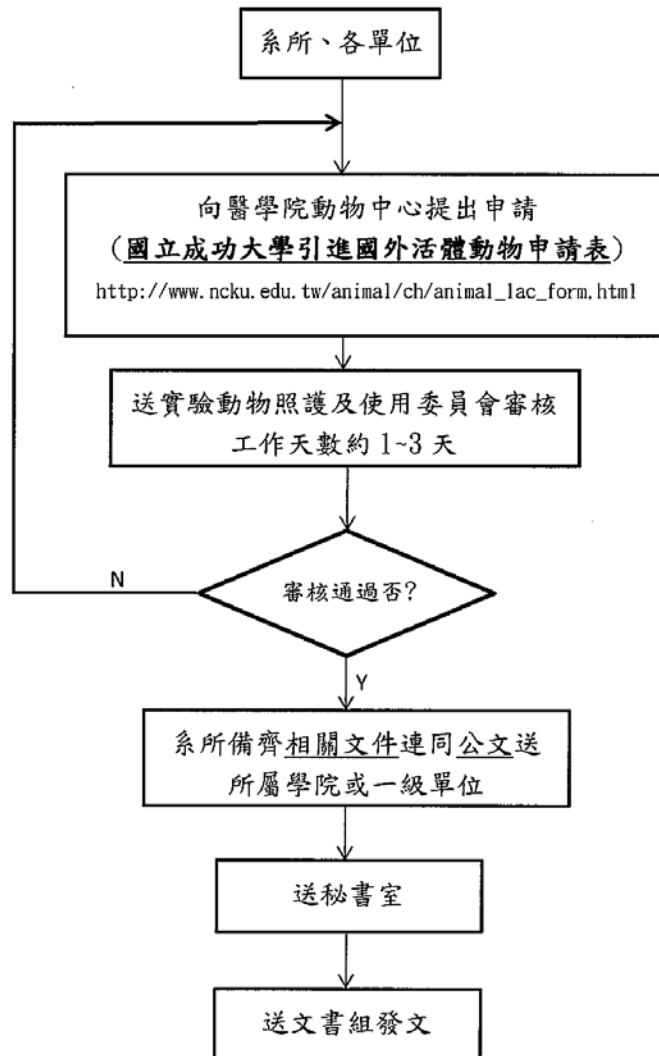 系所、各單位
向醫學院動物中心提出申請
(國立成功大學引進國外活體動物申請表)
http://www.ncku.edu.tw/animal/ch/animal_lac_form.html
送實驗動物照護及使用委員會審核
工作天數約 1~3 天
審核通過否?
N
Y
系所備齊相關文件連同公文送
所屬學院或一級單位
送秘書室
送文書組發文